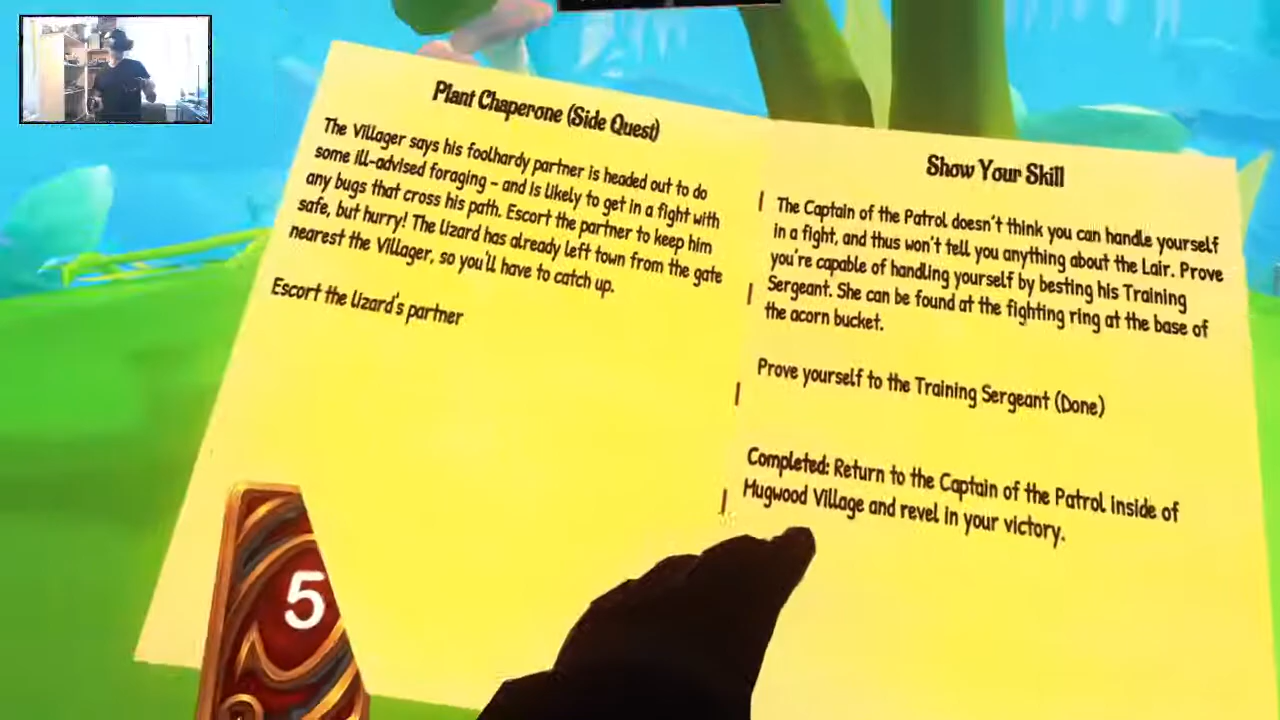 Plant Chaperone (Side Quest)
The Villager says his foolhardy partner is headed out to do
some ill-advised foraging - and is likely to get in a fight with
any bugs that cross his path. Escort the partner to keep him
safe, but hurry! The lizard has already left town from the gate
nearest the Villager, so you'll have to catch up.
Escort the lizard's partner
Show Your Skill
The Captain of the Patrol doesn't think you can handle yourself
in a fight, and thus won't tell you anything about the Lair. Prove
you're capable of handling yourself by besting his Training
Sergeant. She can be found at the fighting ring at the base of
the acorn bucket.
Prove yourself to the Training Sergeant (Done)
Completed: Return to the Captain of the Patrol inside of
Mugwood Village and revel in your victory.
5